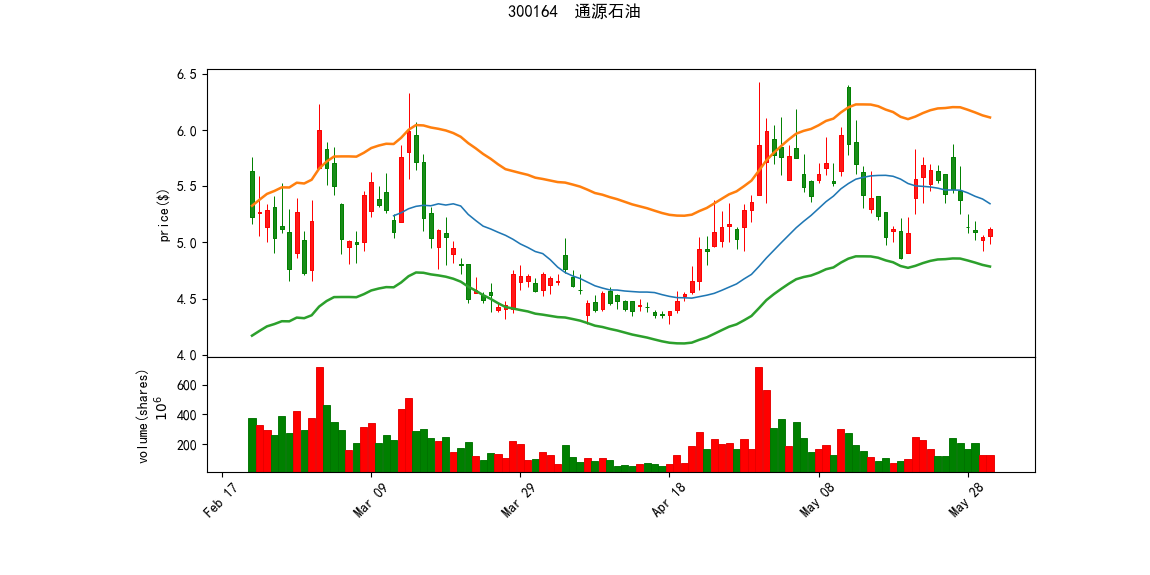 300164 通源石油
6.5
6.0
5.5
5.0
4.5
4.0
price($)
600
400
200
volume(shares)
10^6
Feb 17
Mar 09
Mar 29
Apr 18
May 08
May 28